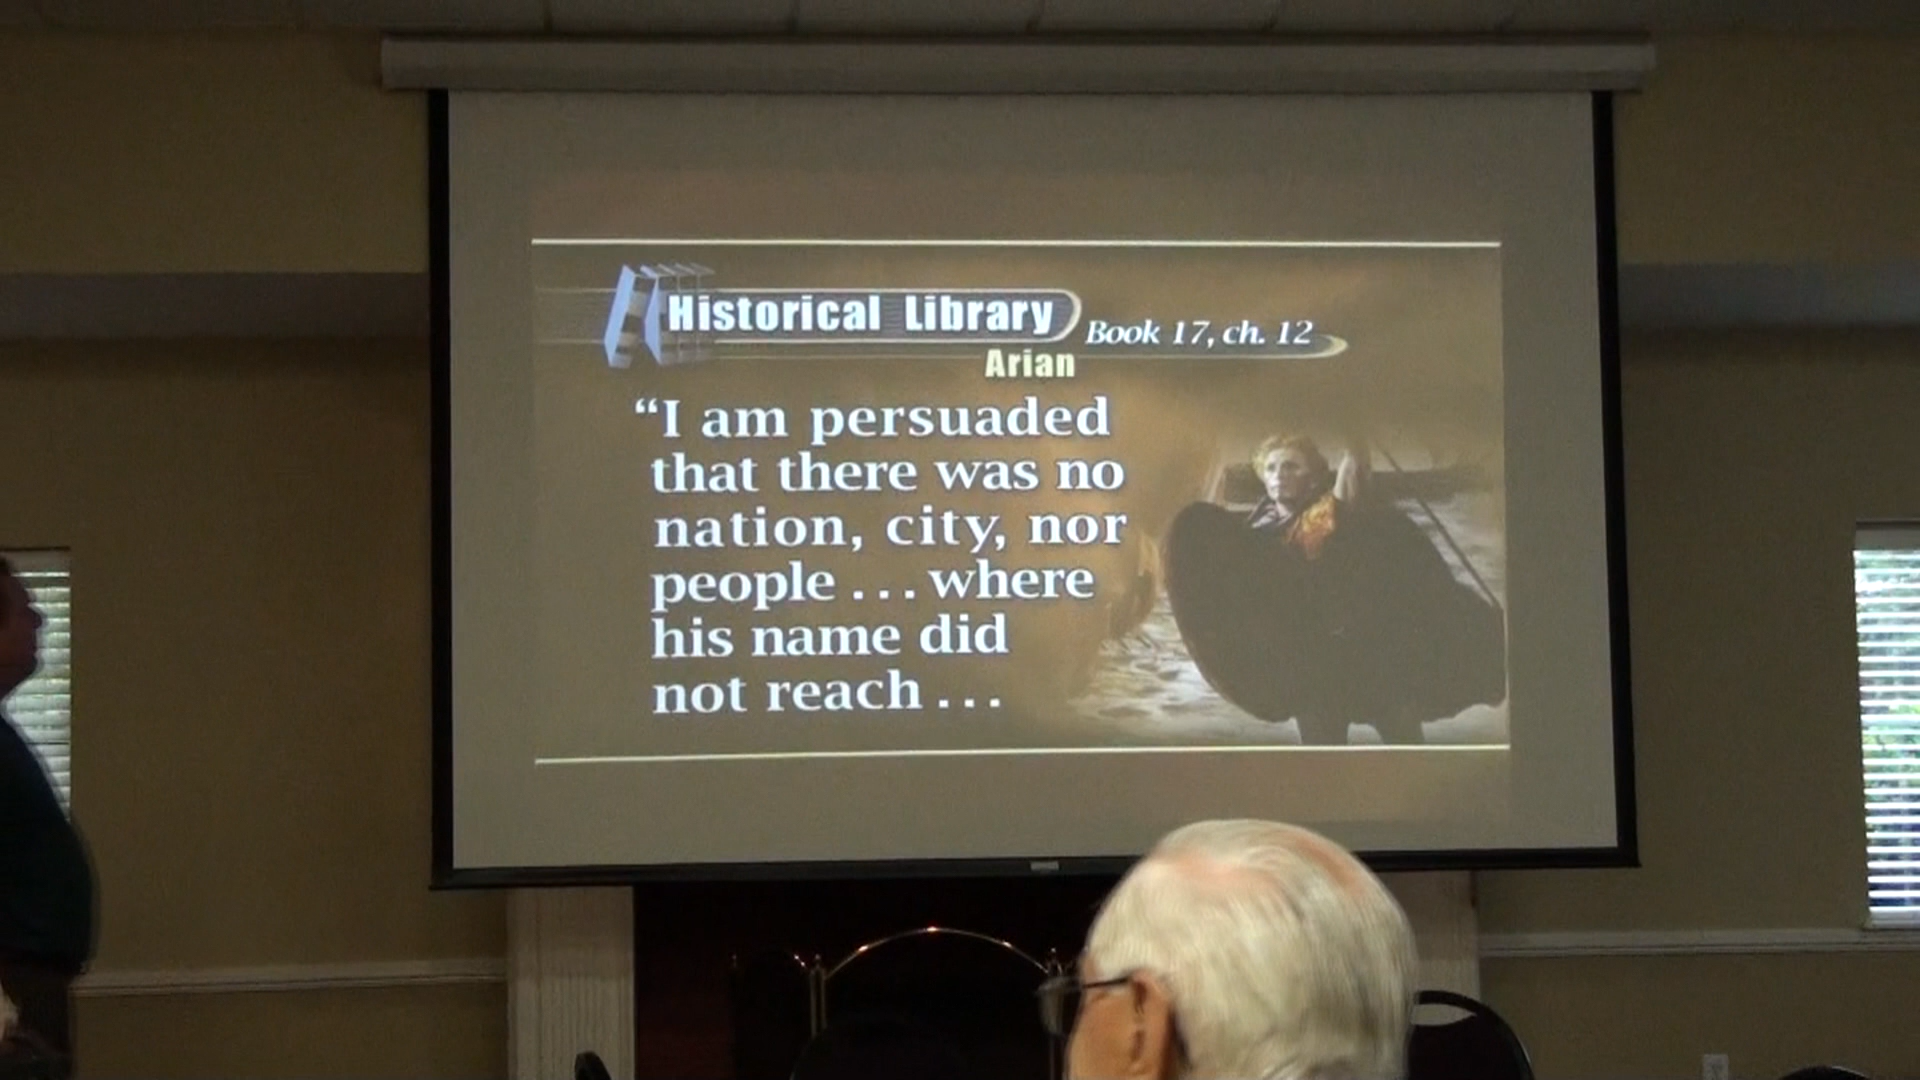 Historical Library
Book 17, ch. 12
Arian
“I am persuaded
that there was no
nation, city, nor
people . . . where
his name did
not reach . . .